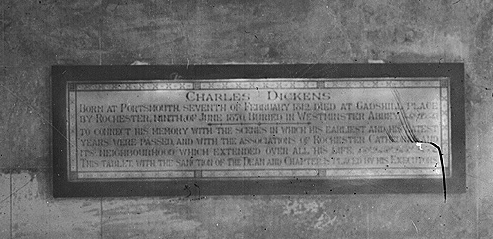 CHARLES DICKENS
BORN AT PORTSMOUTH, SEVENTH OF FEBRUARY 1812. DIED AT GADSHILL PLACE
BY ROCHESTER, NINTH OF JUNE 1870. BURIED IN WESTMINSTER ABBEY
TO CONNECT HIS MEMORY WITH THE SCENES IN WHICH HIS EARLIEST AND HIS LATEST
YEARS WERE PASSED, AND WITH THE ASSOCIATIONS OF ROCHESTER CATHEDRAL AND
ITS NEIGHBOURHOOD WHICH EXTENDED OVER ALL HIS LIFE
THIS TABLET WITH THE SANCTION OF THE DEAN AND CHAPTER IS PLACED BY HIS EXECUTORS